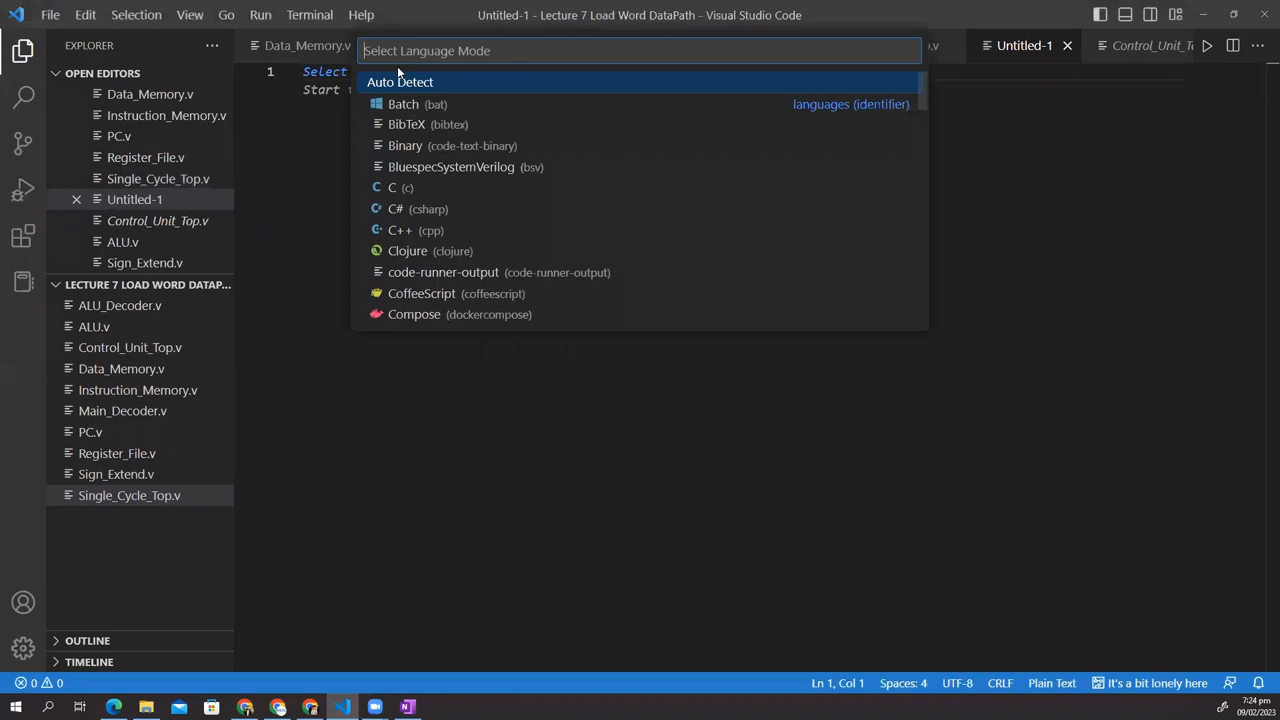 File Edit Selection View Go Run Terminal Help Untitled-1 - Lecture 7 Load Word DataPath - Visual Studio Code
EXPLORER
Data_Memory.v
Untitled-1
Control_Unit_To
Select Language Mode
OPEN EDITORS
Data_Memory.v
Instruction_Memory.v
PC.v
Register_File.v
Single_Cycle_Top.v
Untitled-1
Control_Unit_Top.v
ALU.v
Sign_Extend.v
LECTURE 7 LOAD WORD DATAP...
ALU_Decoder.v
ALU.v
Control_Unit_Top.v
Data_Memory.v
Instruction_Memory.v
Main_Decoder.v
PC.v
Register_File.v
Sign_Extend.v
Single_Cycle_Top.v
OUTLINE
TIMELINE
1 Select
Start
Auto Detect
Batch (bat) languages (identifier)
BibTeX (bibtex)
Binary (code-text-binary)
BluespecSystemVerilog (bsv)
C (c)
C# (csharp)
C++ (cpp)
Clojure (clojure)
code-runner-output (code-runner-output)
CoffeeScript (coffeescript)
Compose (dockercompose)
0 0 Ln 1, Col 1 Spaces: 4 UTF-8 CRLF Plain Text It's a bit lonely here
7:24 pm
09/02/2023